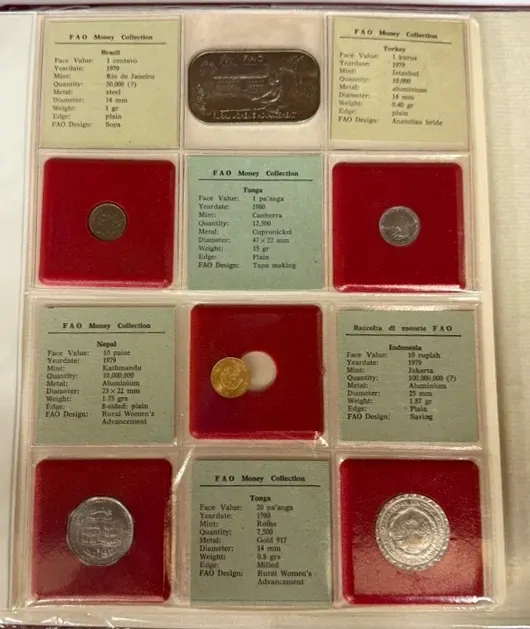 F A O Money Collection
Brazil
Face Value: 1 centavo
Yeardate: 1979
Mint: Rio de Janeiro
Quantity: 50,000 (?)
Metal: steel
Diameter: 14 mm
Weight: 1 gr
Edge: plain
FAO Design: Soya
FAO
RURAL WOMEN'S ADVANCEMENT
F A O Money Collection
Turkey
Face Value: 1 kurus
Yeardate: 1979
Mint: Istanbul
Quantity: 10,000
Metal: aluminium
Diameter: 14 mm
Weight: 0.40 gr
Edge: plain
FAO Design: Anatolian Bride
F A O Money Collection
Tonga
Face Value: 1 pa'anga
Yeardate: 1980
Mint: Canberra
Quantity: 12,500
Metal: Cupronickel
Diameter: 47 × 22 mm
Weight: 15 gr
Edge: Plain
FAO Design: Tapa making
F A O Money Collection
Nepal
Face Value: 10 paise
Yeardate: 1979
Mint: Kathmandu
Quantity: 10,000,000
Metal: Aluminium
Diameter: 23 × 22 mm
Weight: 1.75 grs
Edge: 8-sided: plain
FAO Design: Rural Women's
Advancement
Raccolta di monete F A O
Indonesia
Face Value: 10 rupiah
Yeardate: 1979
Mint: Jakarta
Quantity: 100,000,000 (?)
Metal: Aluminium
Diameter: 25 mm
Weight: 1.87 gr
Edge: Plain
FAO Design: Saving
F A O Money Collection
Tonga
Face Value: 20 pa'anga
Yeardate: 1980
Mint: Rome
Quantity: 7,500
Metal: Gold 917
Diameter: 14 mm
Weight: 0.8 grs
Edge: Milled
FAO Design: Rural Women's
Advancement